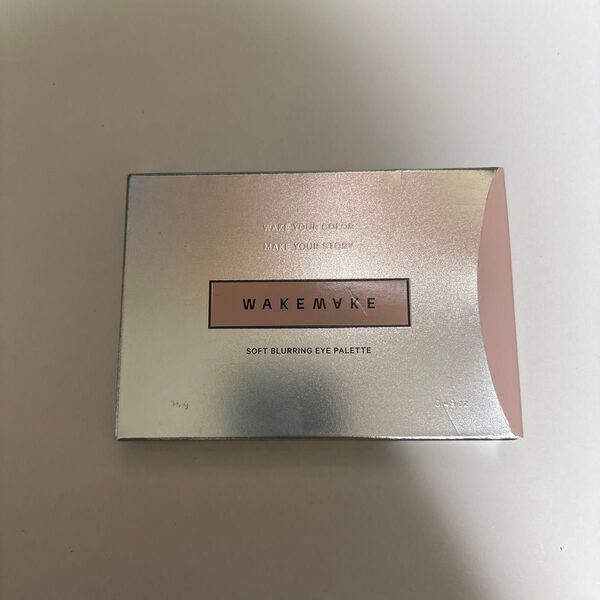 WAKE YOUR COLOR
MAKE YOUR STORY
WAKEMAKE
SOFT BLURRING EYE PALETTE